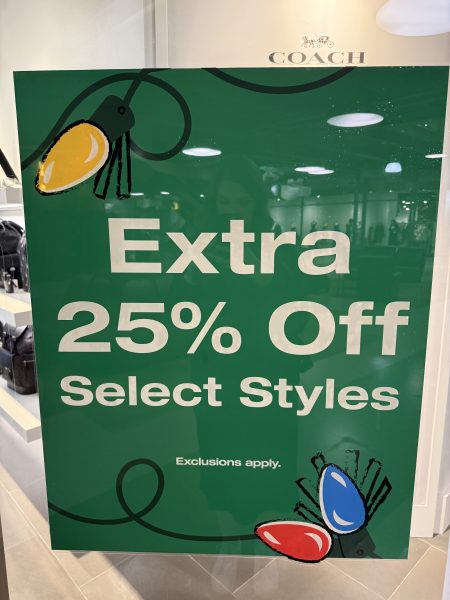 COACH
Extra
25% Off
Select Styles
Exclusions apply.